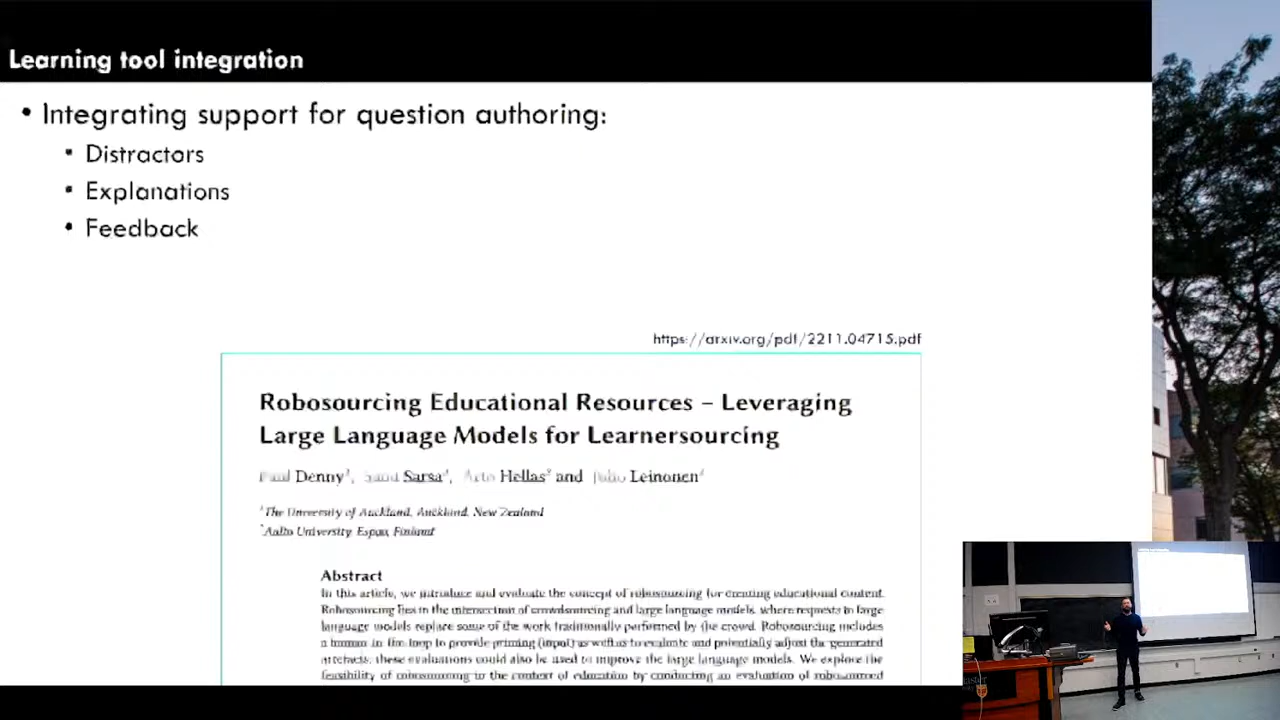 Learning tool integration
• Integrating support for question authoring:
• Distractors
• Explanations
• Feedback
https://arxiv.org/pdf/2211.04715.pdf
Robosourcing Educational Resources – Leveraging
Large Language Models for Learnersourcing
Paul Denny¹, Sami Sarsa², Arto Hellas² and Juho Leinonen²
¹The University of Auckland, Auckland, New Zealand
²Aalto University, Espoo, Finland
Abstract
In this article, we introduce and evaluate the concept of robosourcing for creating educational content.
Robosourcing lies in the intersection of crowdsourcing and large language models, where requests to large
language models replace some of the work traditionally performed by the crowd. Robosourcing includes
a human-in-the-loop to provide priming (input) as well as to evaluate and potentially adjust the generated
artefacts; these evaluations could also be used to improve the large language models. We explore the
feasibility of robosourcing in the context of education by conducting an evaluation of robosourced